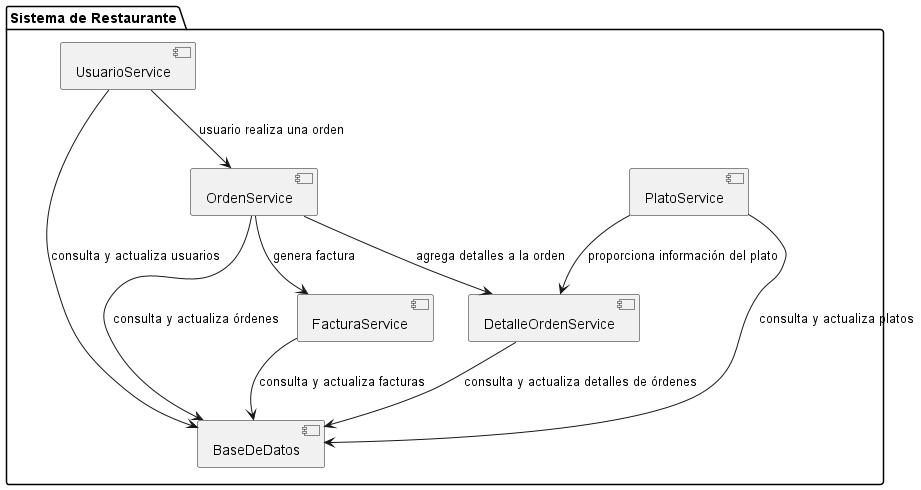 Sistema de Restaurante
UsuarioService
usuario realiza una orden
OrdenService
PlatoService
consulta y actualiza usuarios
genera factura
agrega detalles a la orden
proporciona información del plato
consulta y actualiza órdenes
FacturaService
DetalleOrdenService
consulta y actualiza platos
consulta y actualiza facturas
consulta y actualiza detalles de órdenes
BaseDeDatos